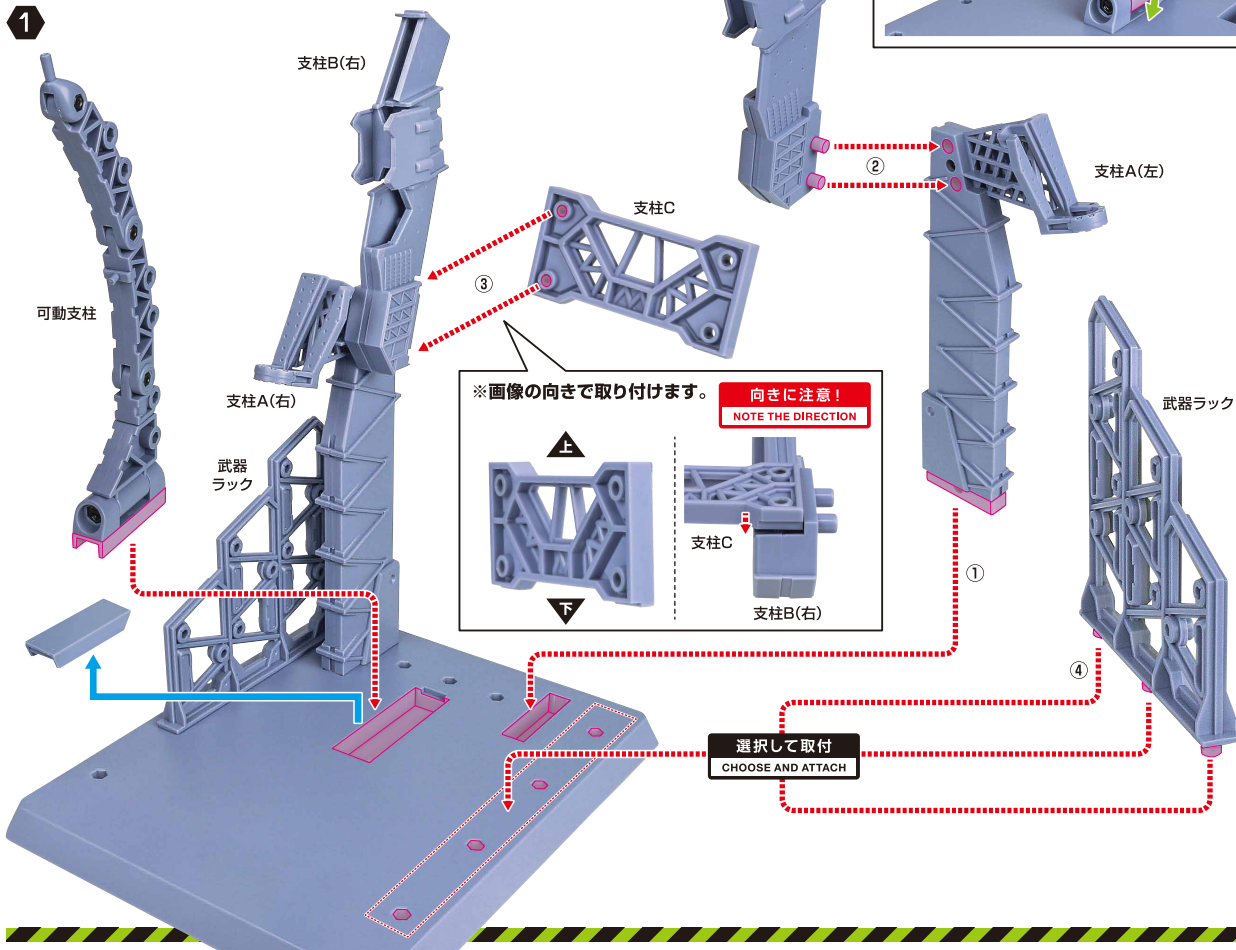 1
支柱B(右)
②
支柱A(左)
支柱C
③
可動支柱
支柱A(右)
武器ラック
※画像の向きで取り付けます。
向きに注意！
NOTE THE DIRECTION
上
武器
ラック
支柱C
下
支柱B(右)
①
④
選択して取付
CHOOSE AND ATTACH